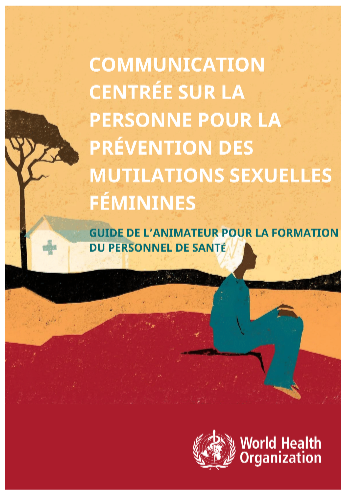 COMMUNICATION
CENTRÉE SUR LA
PERSONNE POUR LA
PRÉVENTION DES
MUTILATIONS SEXUELLES
FÉMININES
GUIDE DE L'ANIMATEUR POUR LA FORMATION
DU PERSONNEL DE SANTÉ
World Health
Organization